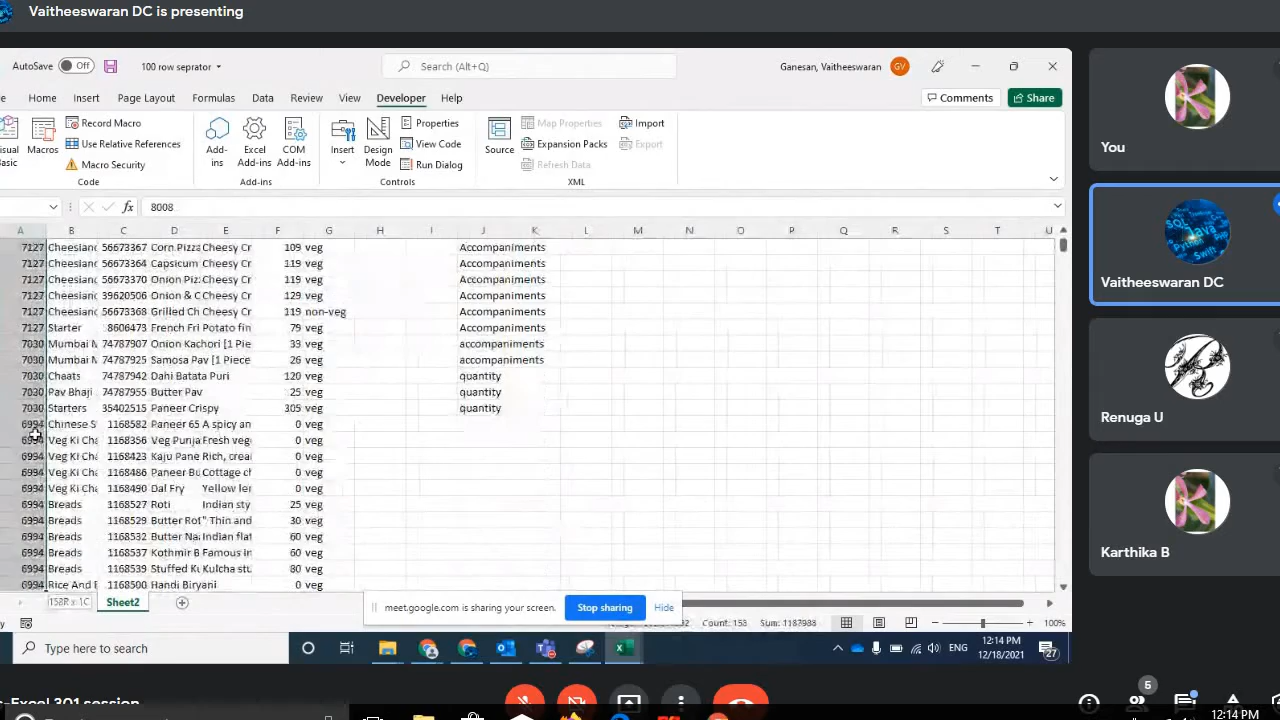 Vaitheeswaran DC is presenting
AutoSave Off 100 row seprator Search (Alt+Q) Ganesan, Vaitheeswaran GV
Home Insert Page Layout Formulas Data Review View Developer Help Comments Share
Macros
Record Macro
Use Relative References
Macro Security
Code
Add-ins
Excel Add-ins
COM Add-ins
Add-ins
Insert
Design Mode
Properties
View Code
Run Dialog
Controls
Source
Map Properties
Expansion Packs
Refresh Data
Import
Export
XML
fx 8008
A B C D E F G H I J K L M N O P Q R S T U
7127 Cheesianc 56673367 Corn Pizza Cheesy Cr 109 veg Accompaniments
7127 Cheesianc 56673364 Capsicum Cheesy Cr 119 veg Accompaniments
7127 Cheesianc 56673370 Onion Piz Cheesy Cr 119 veg Accompaniments
7127 Cheesianc 39620506 Onion & C Cheesy Cr 129 veg Accompaniments
7127 Cheesianc 56673368 Grilled Ch Cheesy Cr 119 non-veg Accompaniments
7127 Starter 8606473 French Fri Potato fin 79 veg Accompaniments
7030 Mumbai M 74787907 Onion Kachori [1 Pie 33 veg accompaniments
7030 Mumbai M 74787925 Samosa Pav [1 Piece 26 veg accompaniments
7030 Chaats 74787942 Dahi Batata Puri 120 veg quantity
7030 Pav Bhaji 74787955 Butter Pav 25 veg quantity
7030 Starters 35402515 Paneer Crispy 305 veg quantity
6994 Chinese S 1168582 Paneer 65 A spicy an 0 veg
6994 Veg Ki Cha 1168356 Veg Punja Fresh veg 0 veg
6994 Veg Ki Cha 1168423 Kaju Pane Rich, crea 0 veg
6994 Veg Ki Cha 1168486 Paneer Bu Cottage ch 0 veg
6994 Veg Ki Cha 1168490 Dal Fry Yellow ler 0 veg
6994 Breads 1168527 Roti Indian sty 25 veg
6994 Breads 1168529 Butter Rot " Thin and 30 veg
6994 Breads 1168532 Butter Na Indian flat 60 veg
6994 Breads 1168537 Kothmir B Famous in 60 veg
6994 Breads 1168539 Stuffed Ku Kulcha stu 80 veg
6994 Rice And B 1168500 Handi Biryani 0 veg
158R x 1C Sheet2
meet.google.com is sharing your screen. Stop sharing Hide
Count: 153 Sum: 1187988 100%
Type here to search
ENG
12:14 PM
12/18/2021
27
You
Vaitheeswaran DC
Renuga U
Karthika B
-Excel 301 session
5
12:14 PM